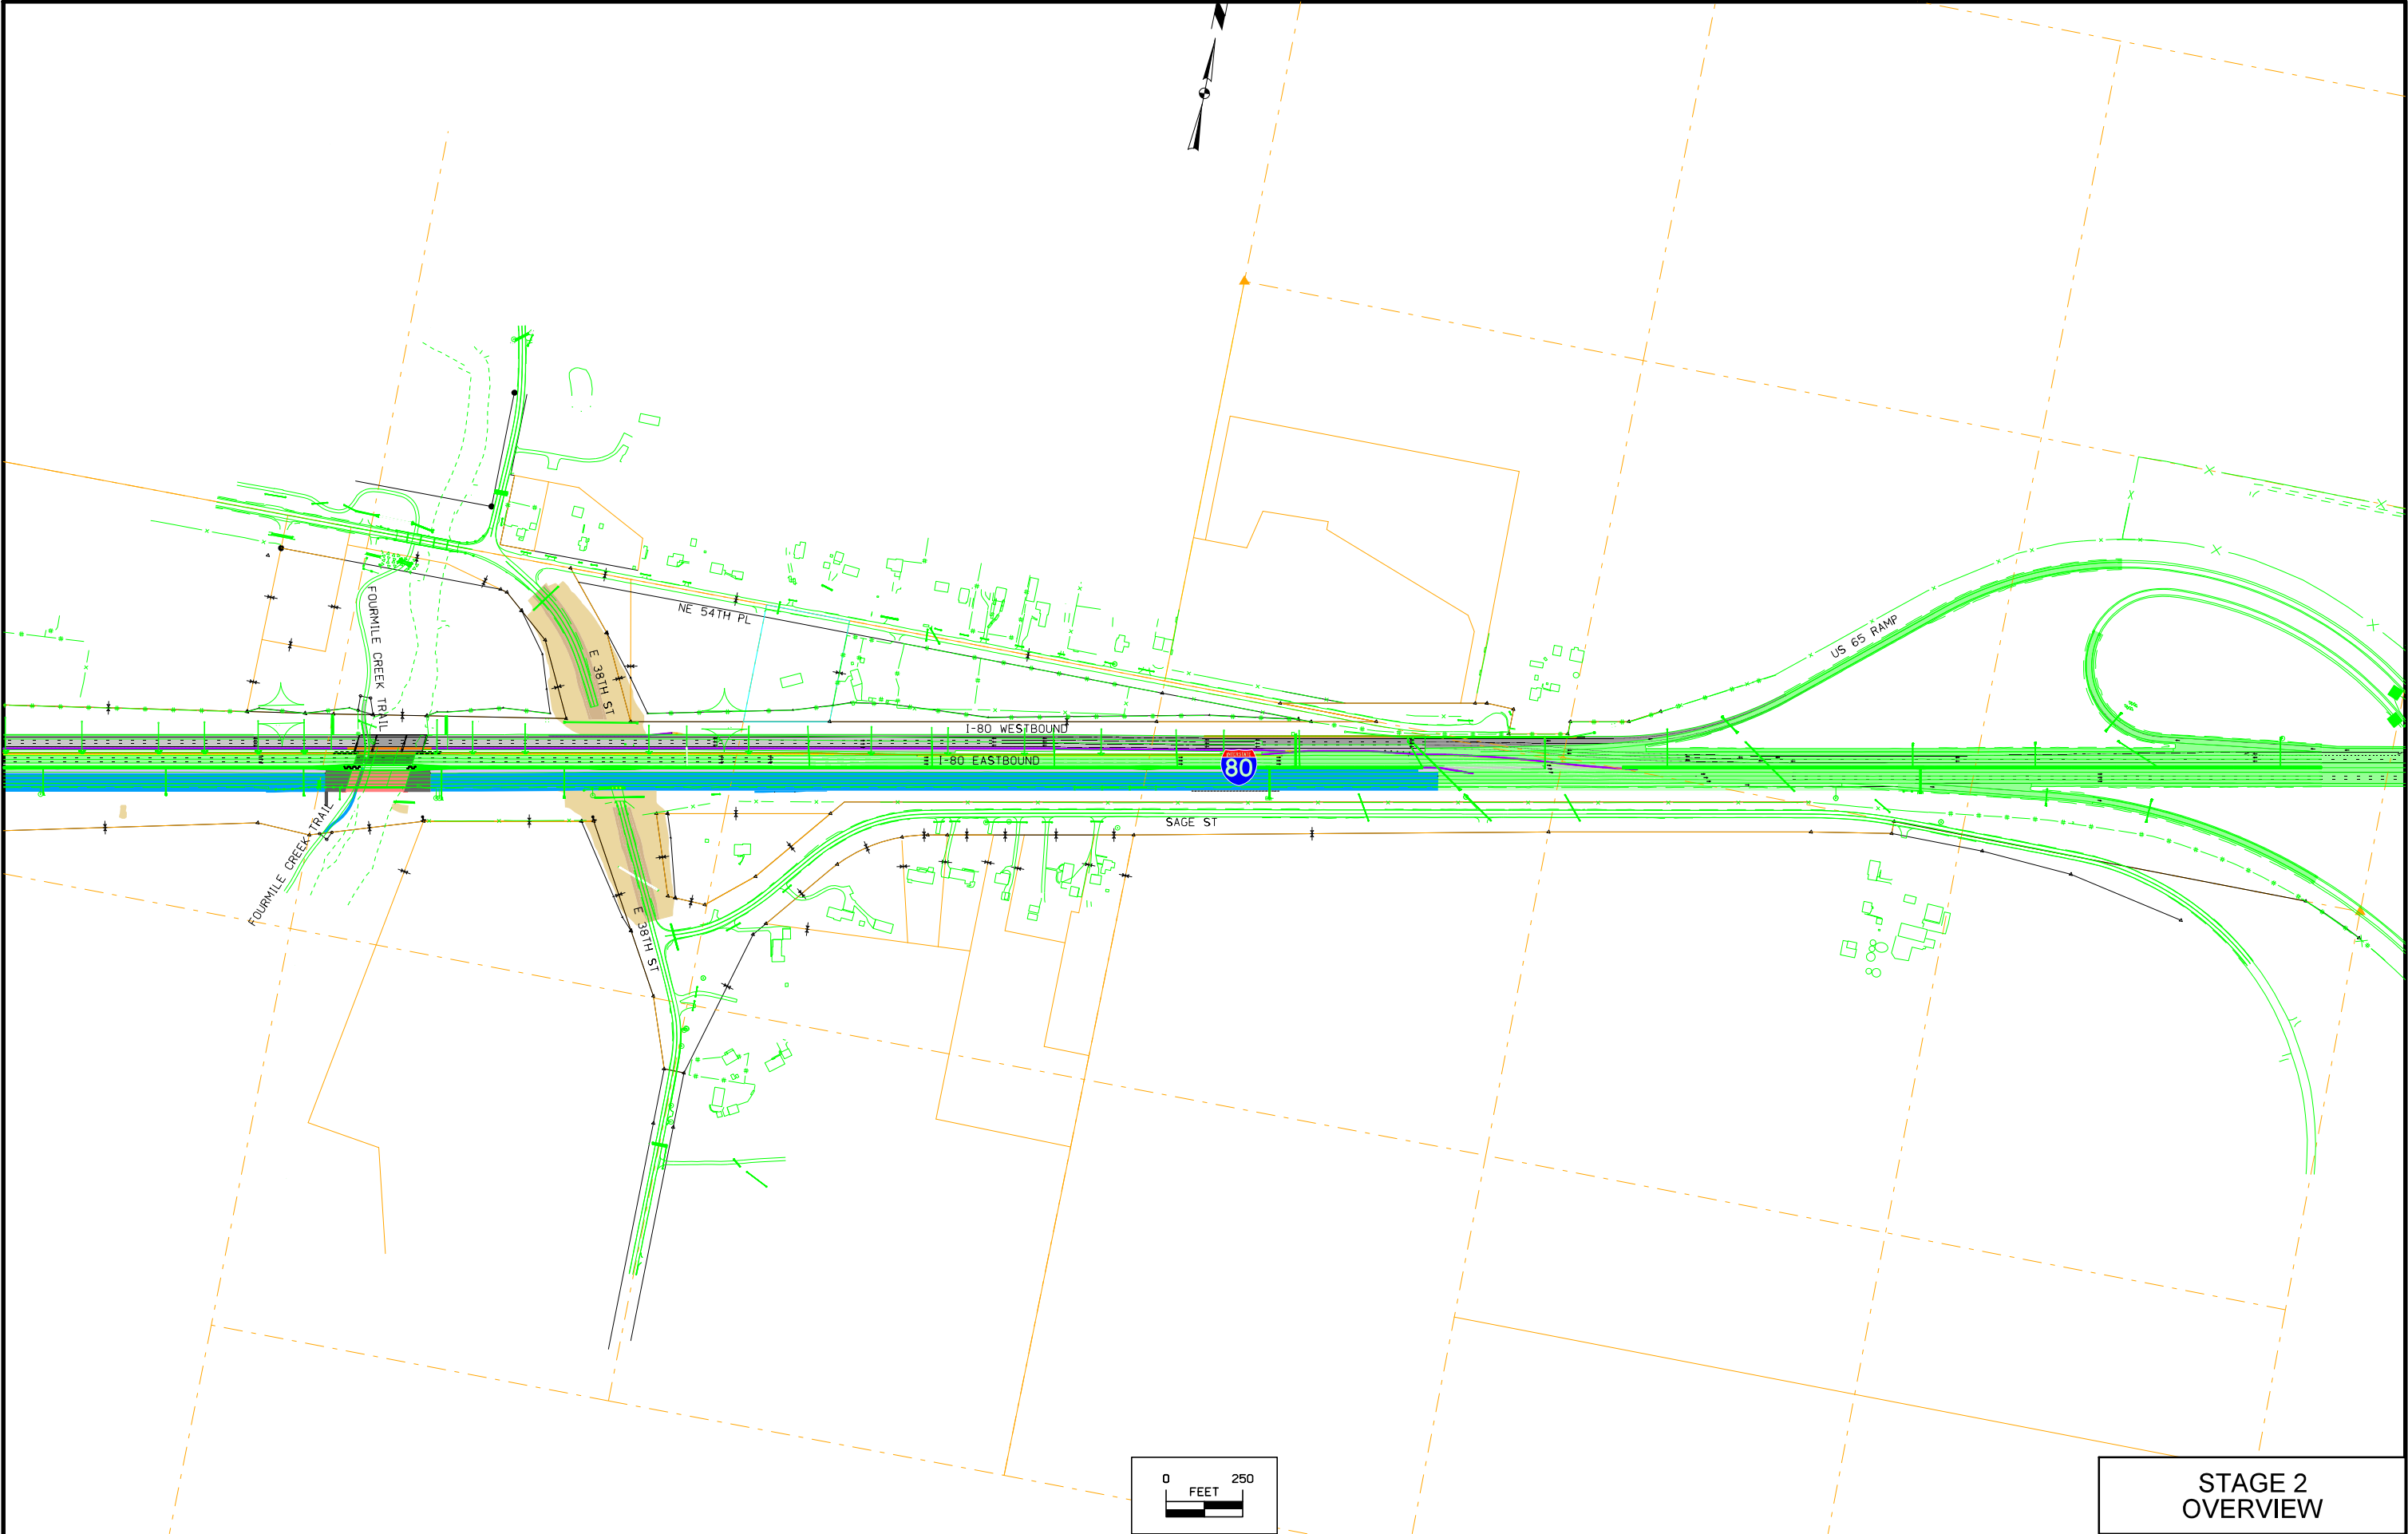 FOURMILE CREEK TRAIL
NE 54TH PL
E 38TH ST
US 65 RAMP
I-80 WESTBOUND
I-80 EASTBOUND
80
SAGE ST
FOURMILE CREEK TRAIL
E 38TH ST
0 250
FEET
STAGE 2
OVERVIEW